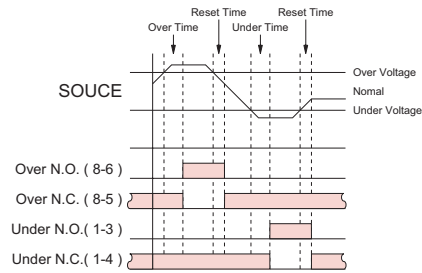 Reset Time Reset Time
Over Time Under Time
Over Voltage
SOUCE
Nomal
Under Voltage
Over N.O. ( 8-6 )
Over N.C. ( 8-5 )
Under N.O.( 1-3 )
Under N.C.( 1-4 )